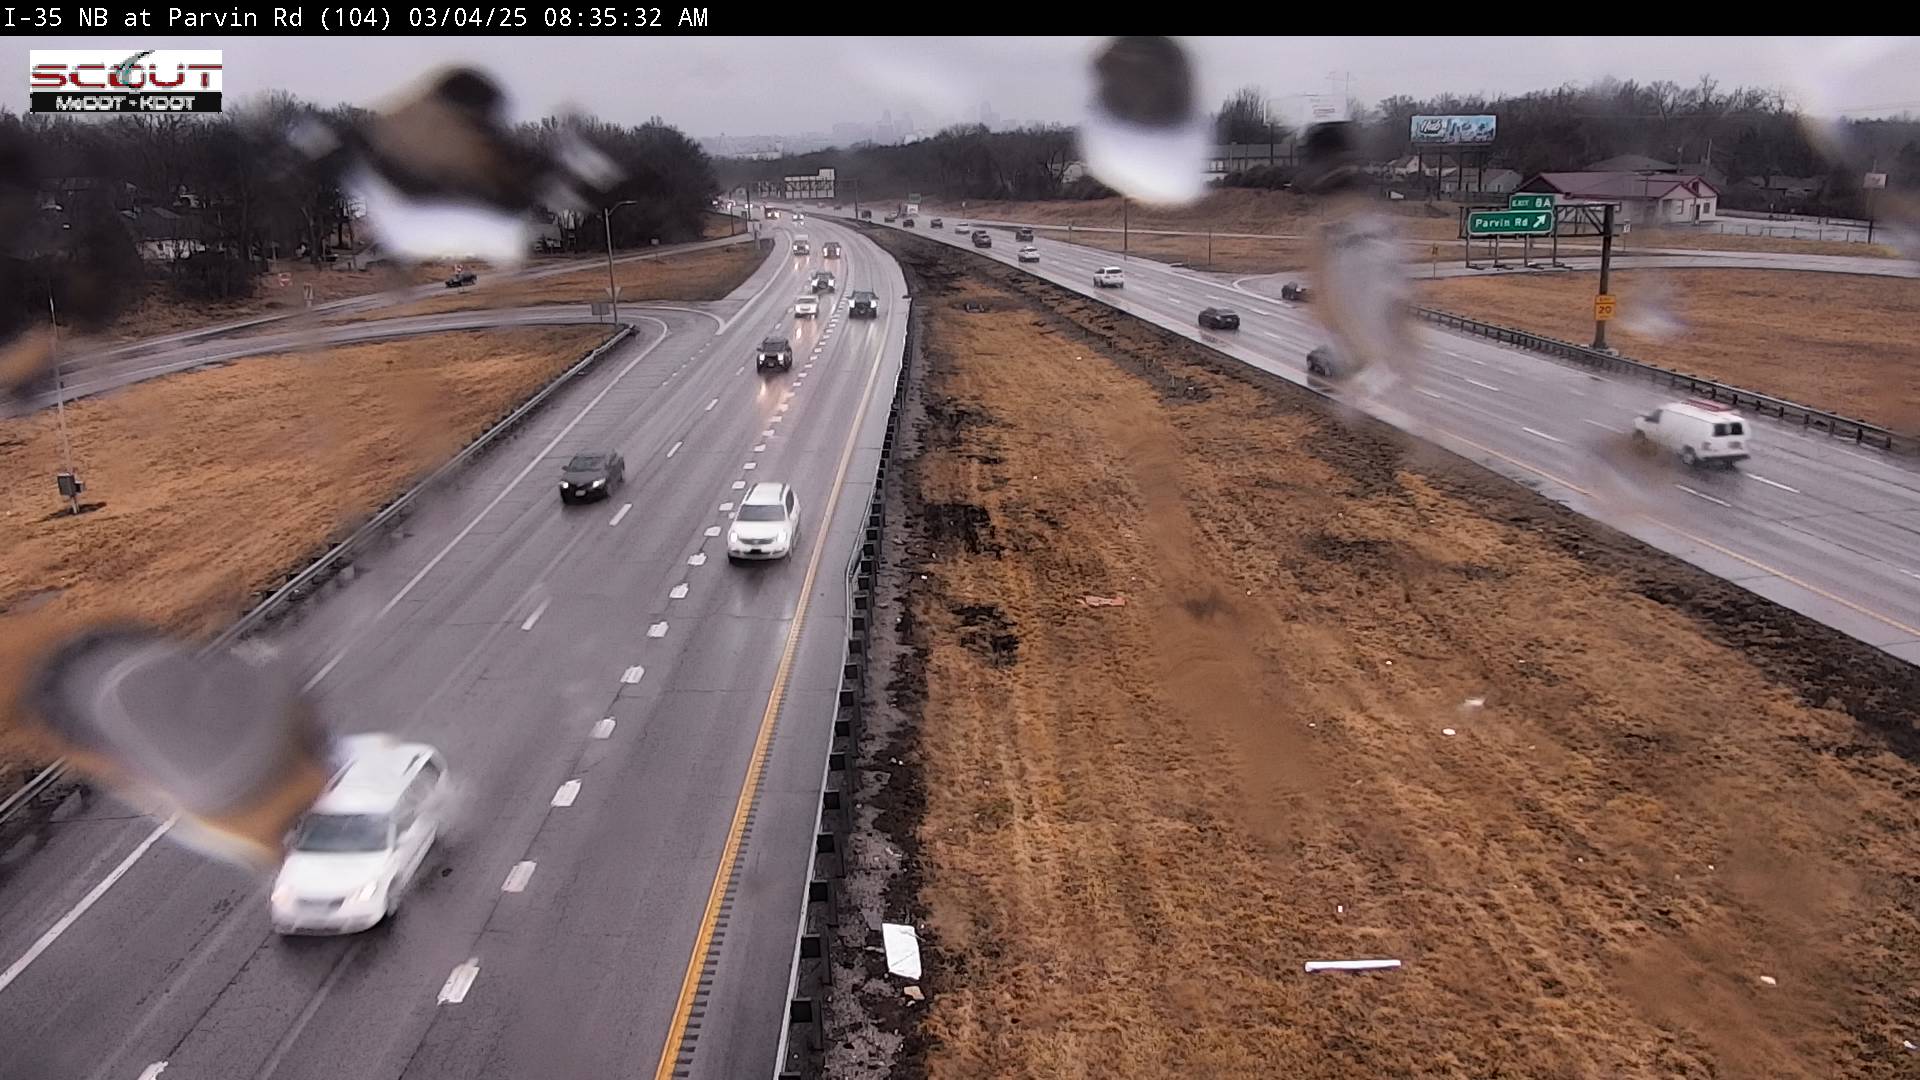 I-35 NB at Parvin Rd (104) 03/04/25 08:35:32 AM
SCOUT
MoDOT - KDOT
EXIT 8A
Parvin Rd
20